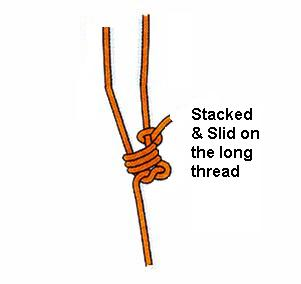 Stacked
& Slid on
the long
thread